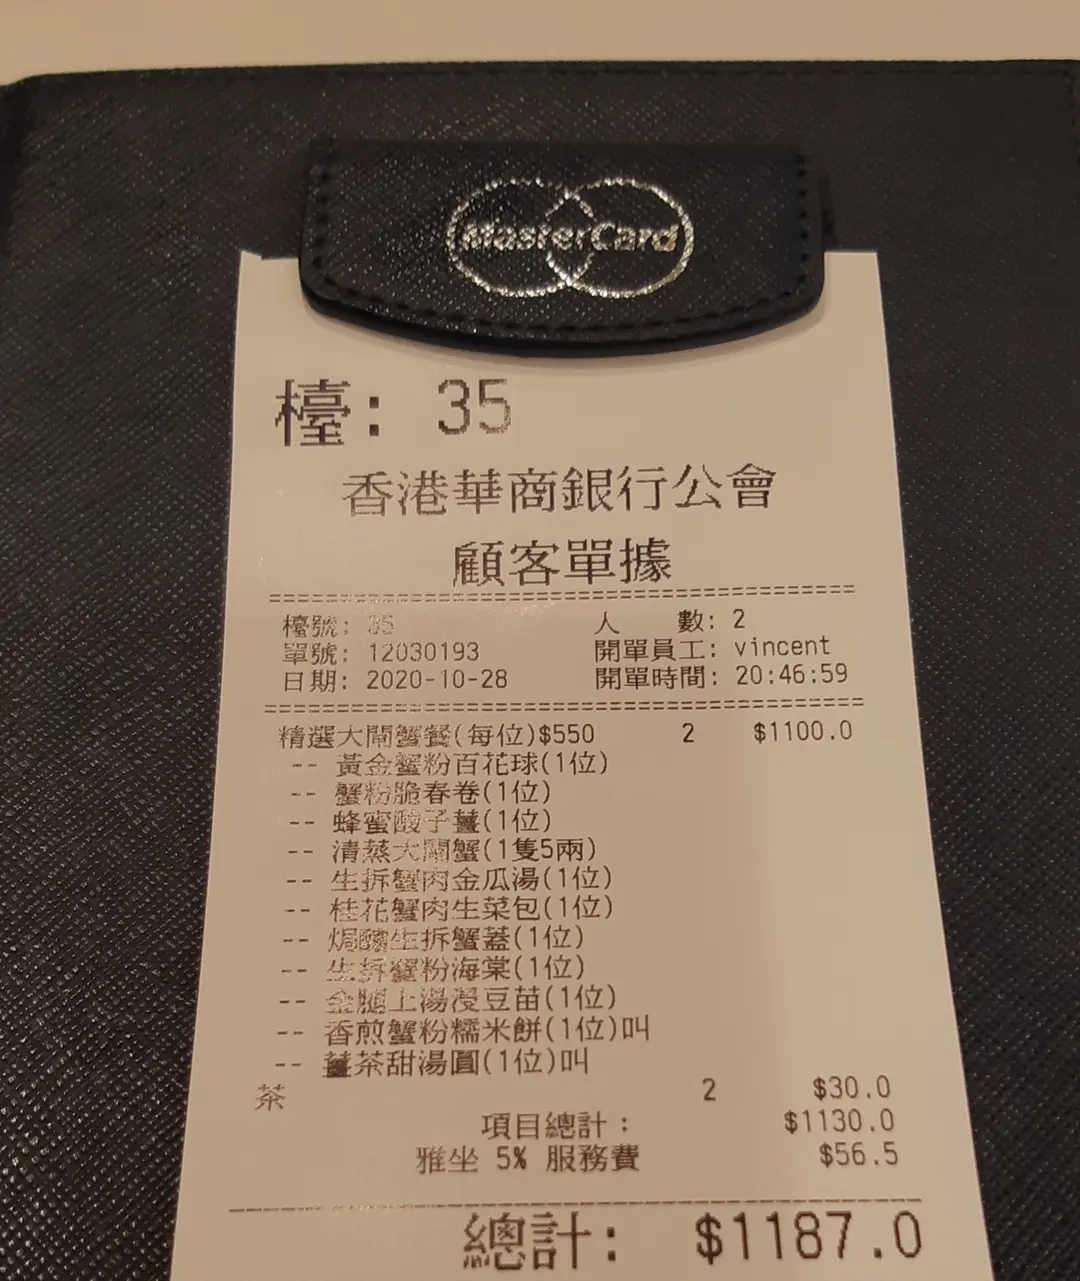 MasterCard
檯: 35
香港華商銀行公會
顧客單據
檯號: 35 人 數: 2
單號: 12030193 開單員工: vincent
日期: 2020-10-28 開單時間: 20:46:59
精選大閘蟹餐(每位)$550 2 $1100.0
-- 黃金蟹粉百花球(1位)
-- 蟹粉脆春卷(1位)
-- 蜂蜜酸子薑(1位)
-- 清蒸大閘蟹(1隻5兩)
-- 生拆蟹肉金瓜湯(1位)
-- 桂花蟹肉生菜包(1位)
-- 焗釀生拆蟹蓋(1位)
-- 生拆蟹粉海棠(1位)
-- 金腿上湯浸豆苗(1位)
-- 香煎蟹粉糯米餅(1位)叫
-- 薑茶甜湯圓(1位)叫
茶 2 $30.0
項目總計: $1130.0
雅坐 5% 服務費 $56.5
總計: $1187.0